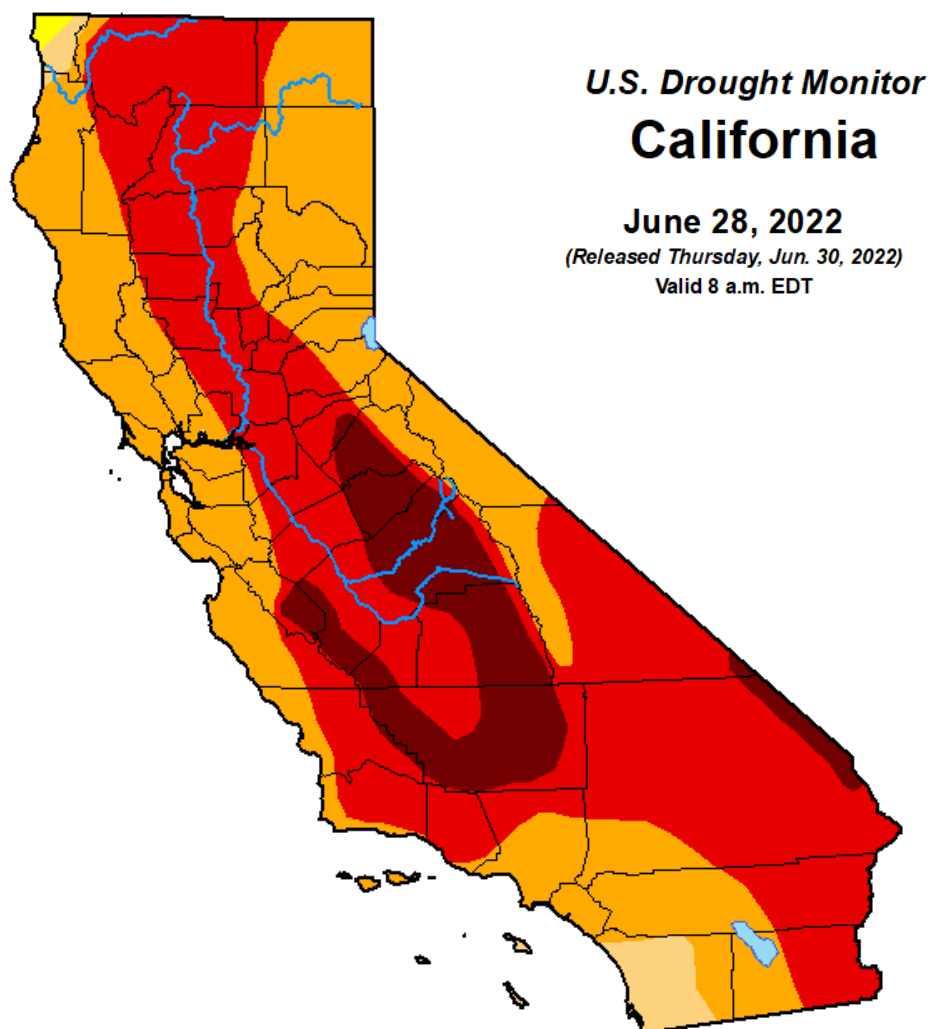 U.S. Drought Monitor
California
June 28, 2022
(Released Thursday, Jun. 30, 2022)
Valid 8 a.m. EDT